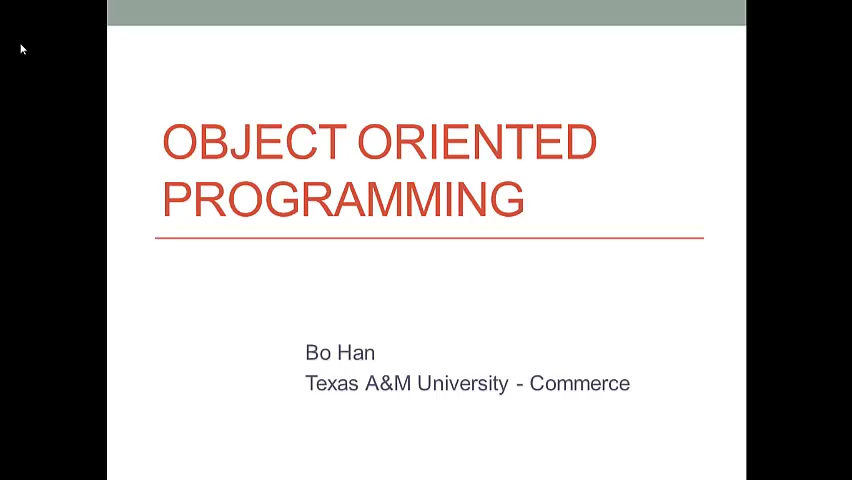 OBJECT ORIENTED
PROGRAMMING
Bo Han
Texas A&M University - Commerce